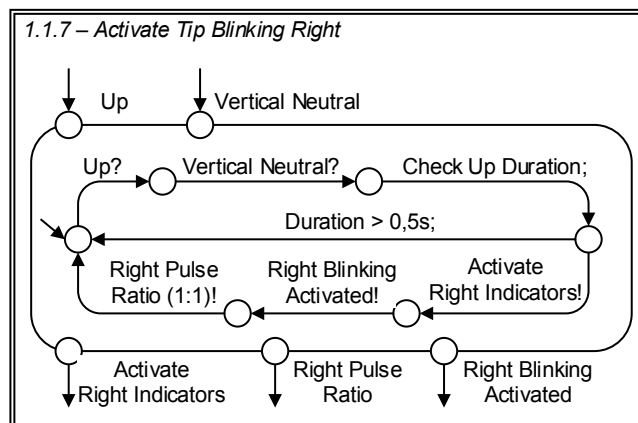 1.1.7 – Activate Tip Blinking Right
Up
Vertical Neutral
Up?
Vertical Neutral?
Check Up Duration;
Duration > 0,5s;
Right Pulse
Ratio (1:1)!
Right Blinking
Activated!
Activate
Right Indicators!
Activate
Right Indicators
Right Pulse
Ratio
Right Blinking
Activated